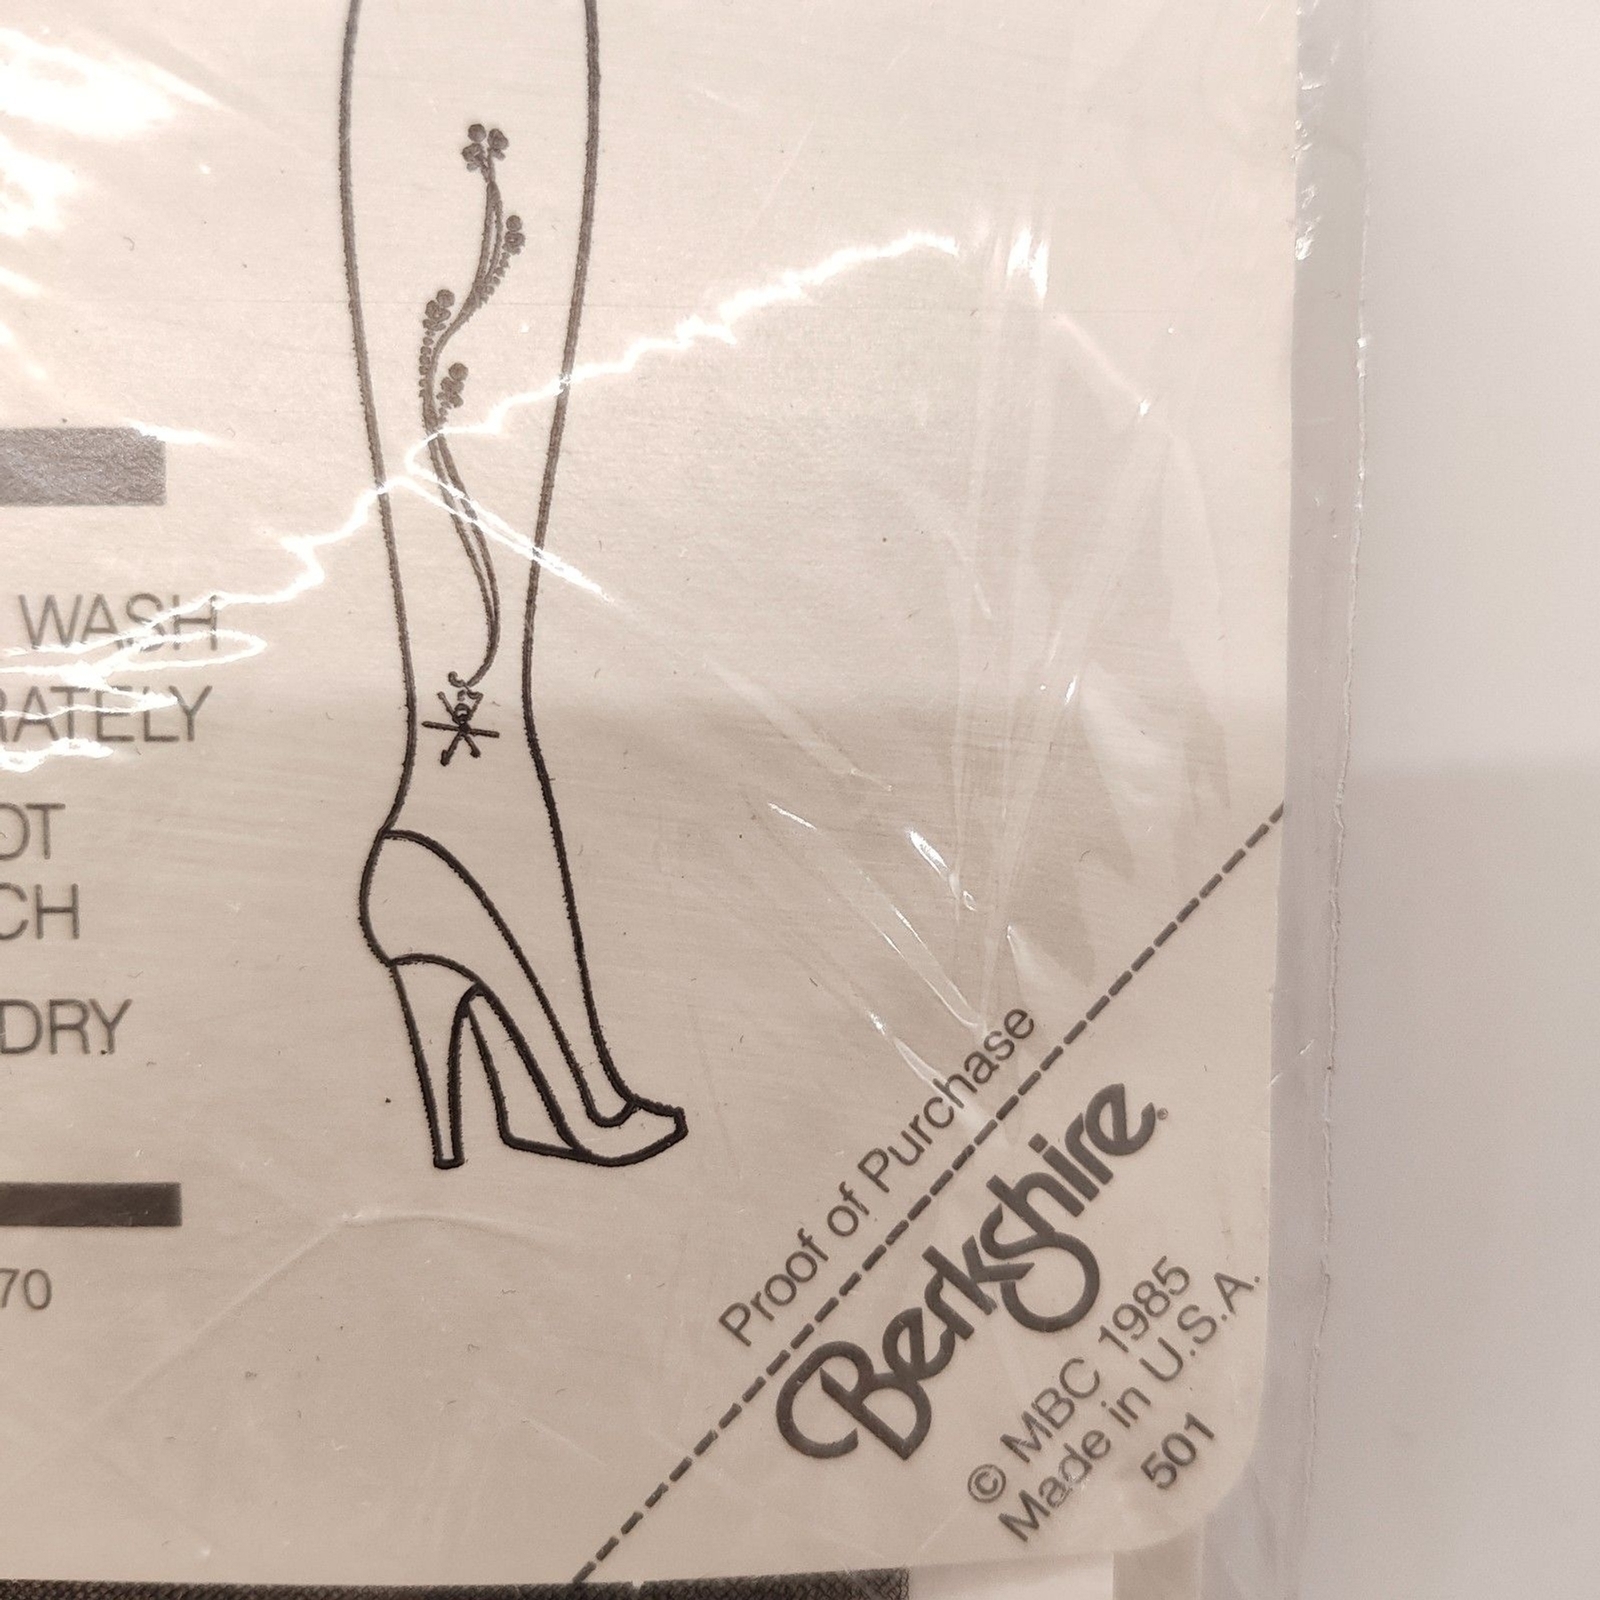 WASH
RATELY
OT
CH
DRY
70
Proof of Purchase
Berkshire®
© MBC 1985
Made in U.S.A.
501